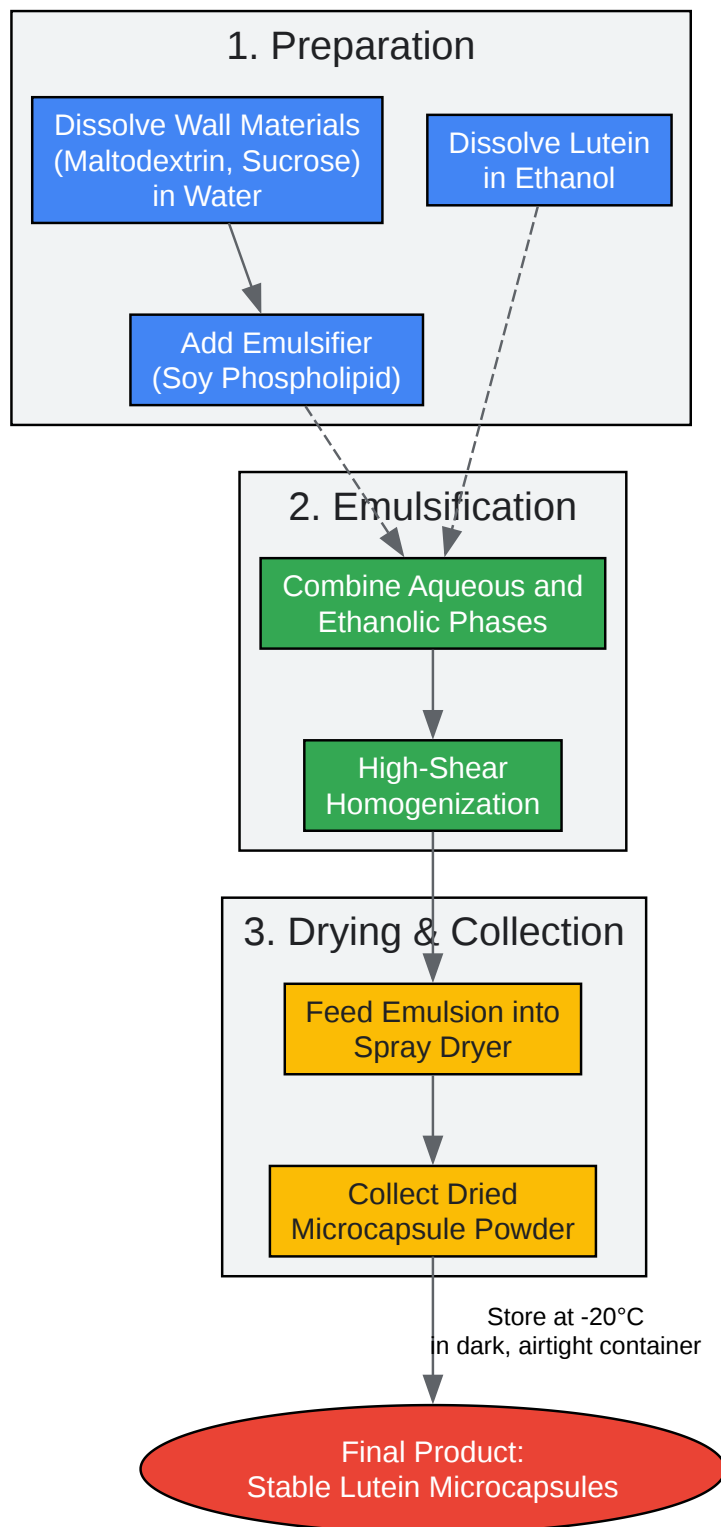 1. Preparation
Dissolve Wall Materials
(Maltodextrin, Sucrose)
in Water
Dissolve Lutein
in Ethanol
Add Emulsifier
(Soy Phospholipid)
2. Emulsification
Combine Aqueous and
Ethanolic Phases
High-Shear
Homogenization
3. Drying & Collection
Feed Emulsion into
Spray Dryer
Collect Dried
Microcapsule Powder
Store at -20°C
in dark, airtight container
Final Product:
Stable Lutein Microcapsules